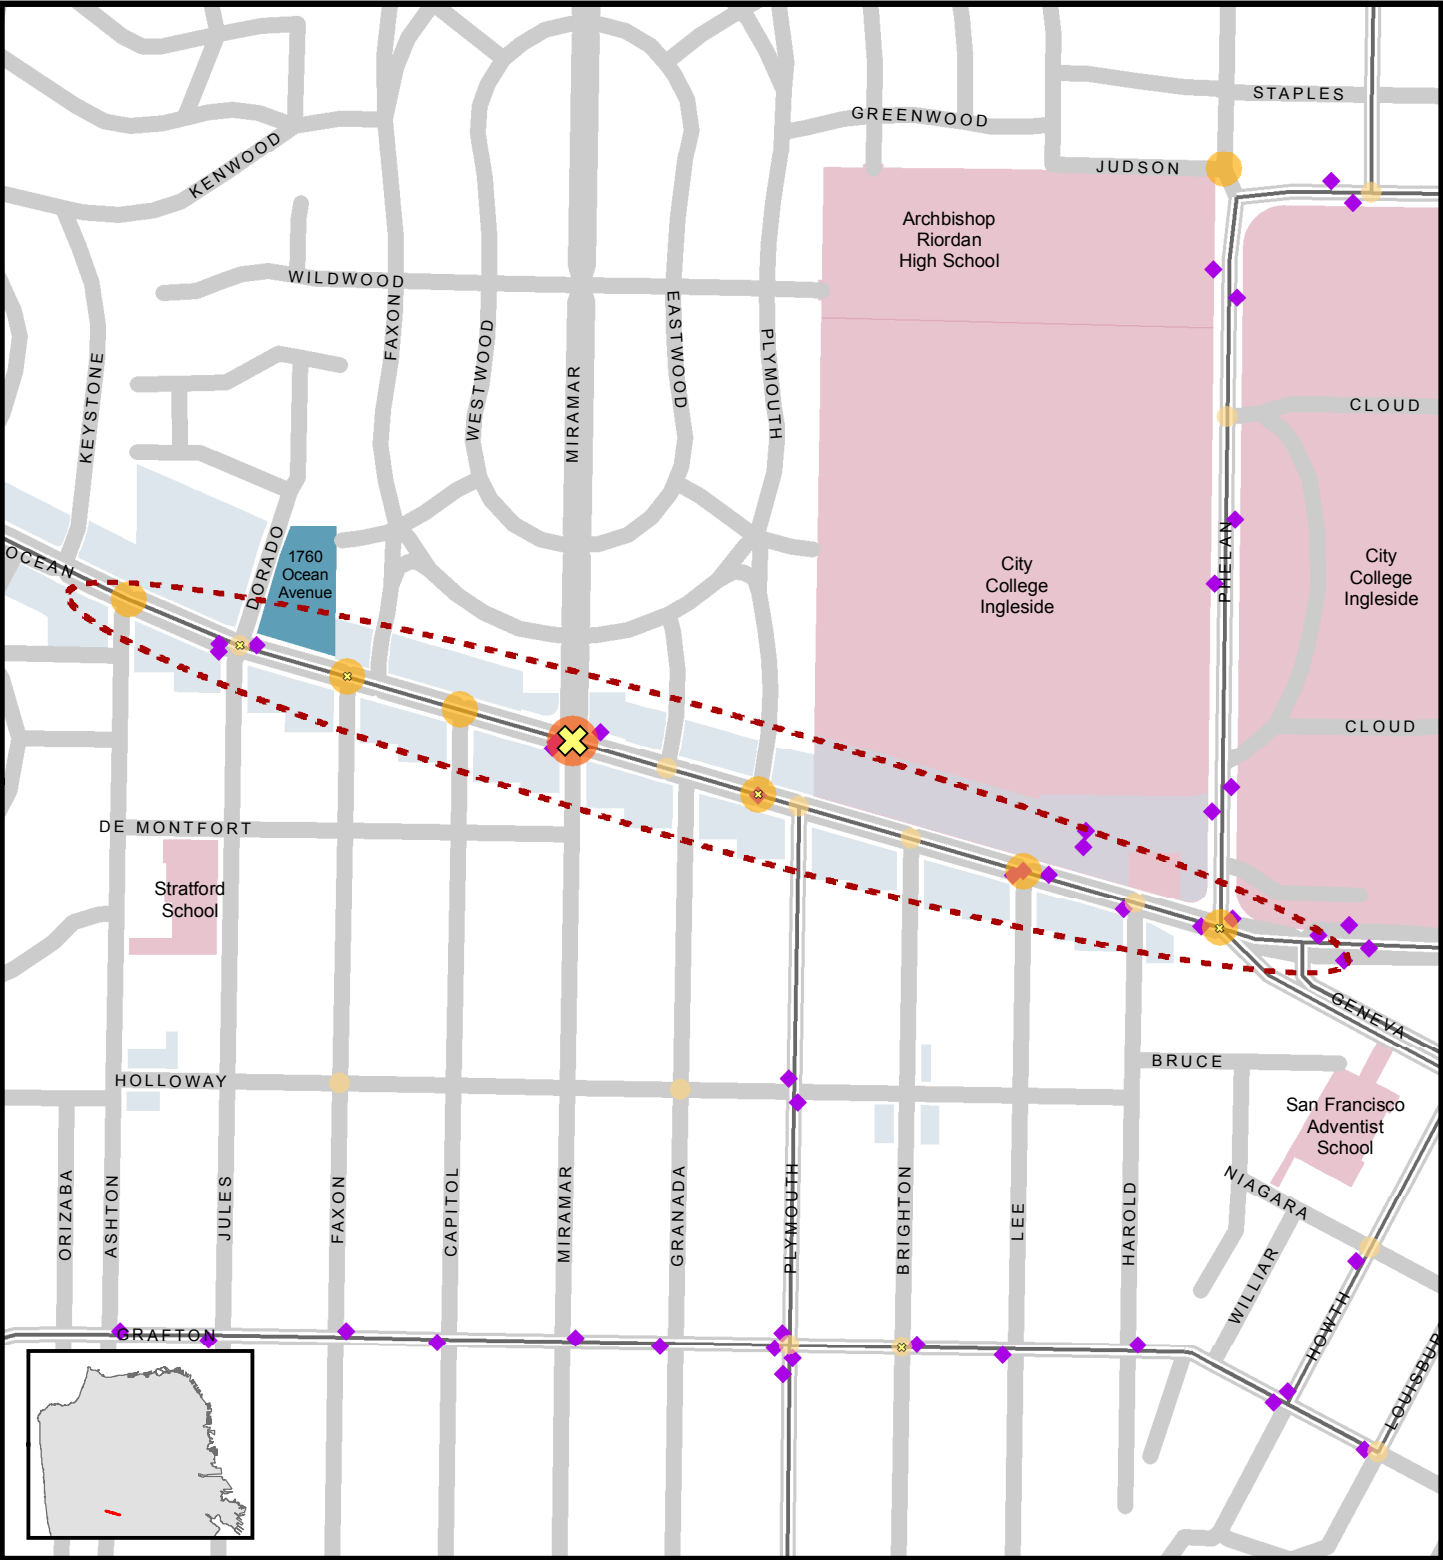 STAPLES
GREENWOOD
JUDSON
KENWOOD
Archbishop
Riordan
High School
WILDWOOD
FAXON
WESTWOOD
MIRAMAR
EASTWOOD
PLYMOUTH
KEYSTONE
CLOUD
OCEAN
DORADO
1760
Ocean
Avenue
City
College
Ingleside
PHELAN
City
College
Ingleside
CLOUD
DE MONTFORT
Stratford
School
GENEVA
BRUCE
HOLLOWAY
San Francisco
Adventist
School
ORIZABA
ASHTON
JULES
FAXON
CAPITOL
MIRAMAR
GRANADA
PLYMOUTH
BRIGHTON
LEE
HAROLD
NIAGARA
WILLIAR
HOWTH
LOUISBUR
GRAFTON